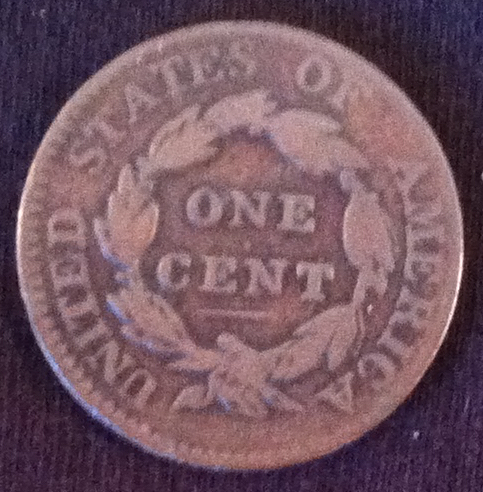 UNITED STATES OF AMERICA
ONE
CENT